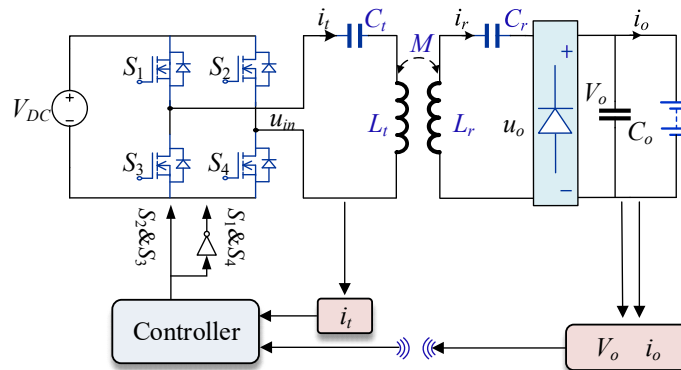 i_t C_t M i_r C_r i_o
S_1 S_2
+
V_DC + −
u_in L_t L_r u_o V_o C_o
S_3 S_4
−
S_2&S_3 S_1&S_4
Controller i_t
V_o i_o